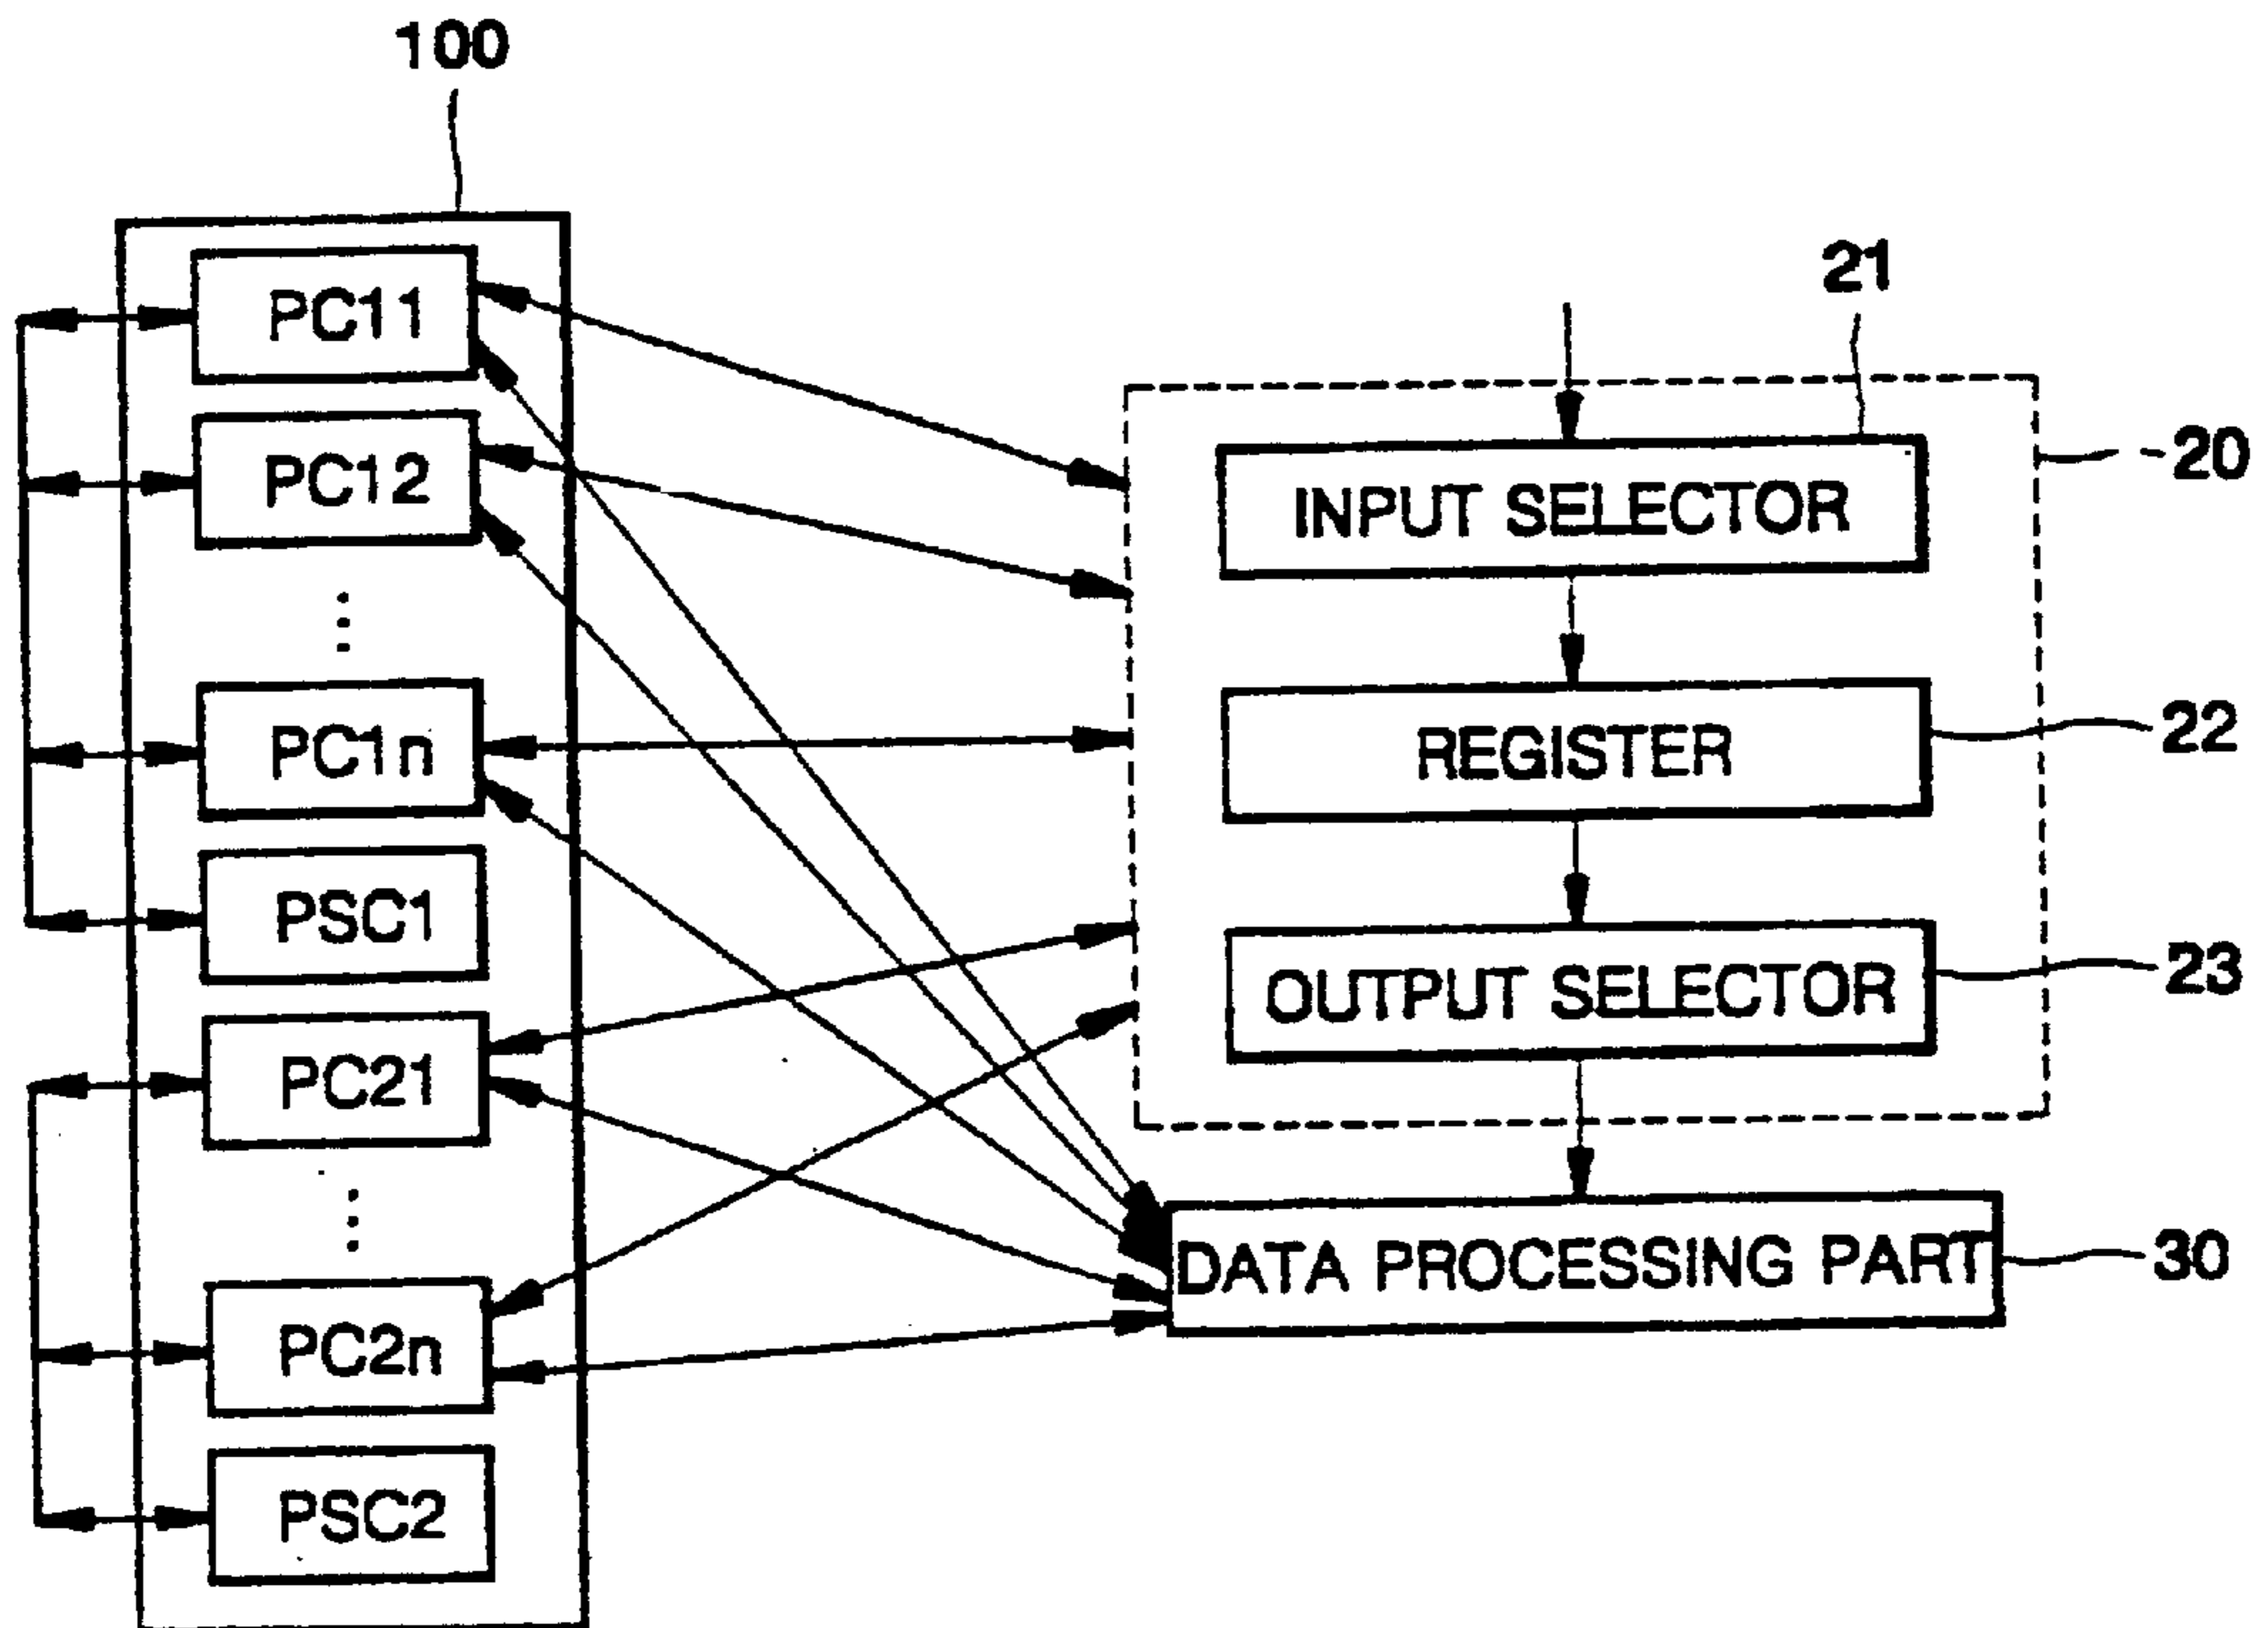 100
PC11
PC12
PC1n
PSC1
PC21
PC2n
PSC2
21
20
INPUT SELECTOR
REGISTER
22
OUTPUT SELECTOR
23
DATA PROCESSING PART
30